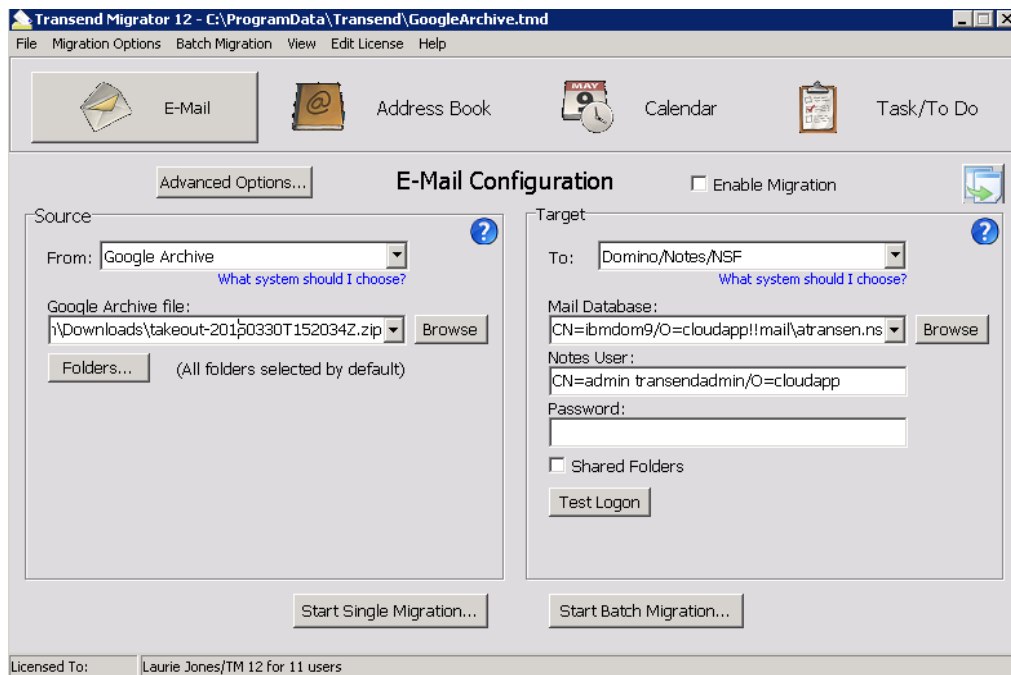 Transend Migrator 12 - C:\ProgramData\Transend\GoogleArchive.tmd
File Migration Options Batch Migration View Edit License Help
MAY
9
E-Mail Address Book Calendar Task/To Do
Advanced Options... E-Mail Configuration Enable Migration
Source
From: Google Archive
What system should I choose?
Google Archive file:
\Downloads\takeout-20150330T152034Z.zip Browse
Folders... (All folders selected by default)
Target
To: Domino/Notes/NSF
What system should I choose?
Mail Database:
CN=ibmdom9/O=cloudapp!!mail\atransen.ns Browse
Notes User:
CN=admin transendadmin/O=cloudapp
Password:
Shared Folders
Test Logon
Start Single Migration... Start Batch Migration...
Licensed To: Laurie Jones/TM 12 for 11 users